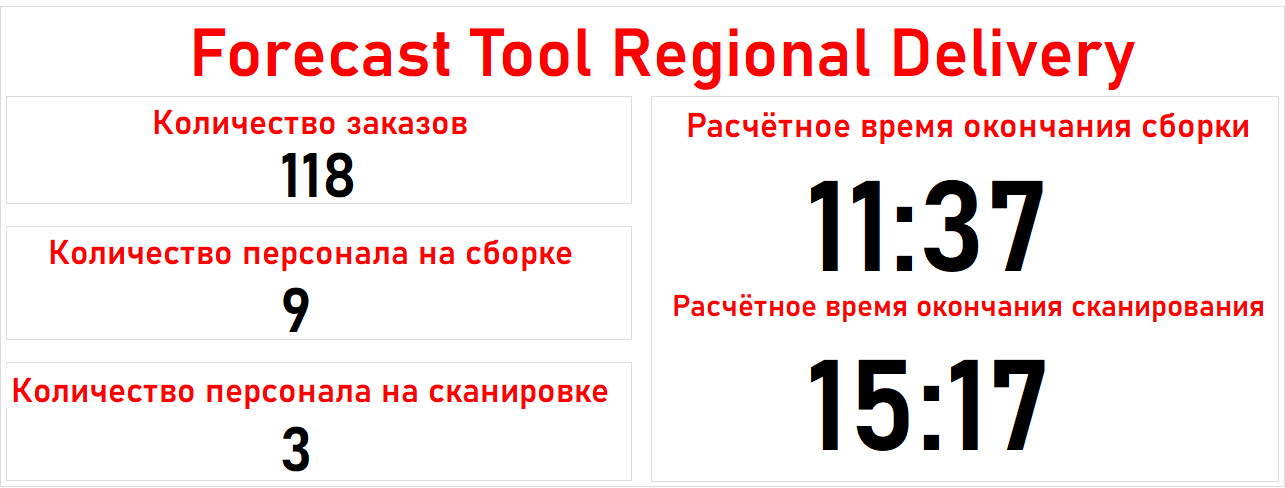 Forecast Tool Regional Delivery
Количество заказов
118
Количество персонала на сборке
9
Количество персонала на сканировке
3
Расчётное время окончания сборки
11:37
Расчётное время окончания сканирования
15:17